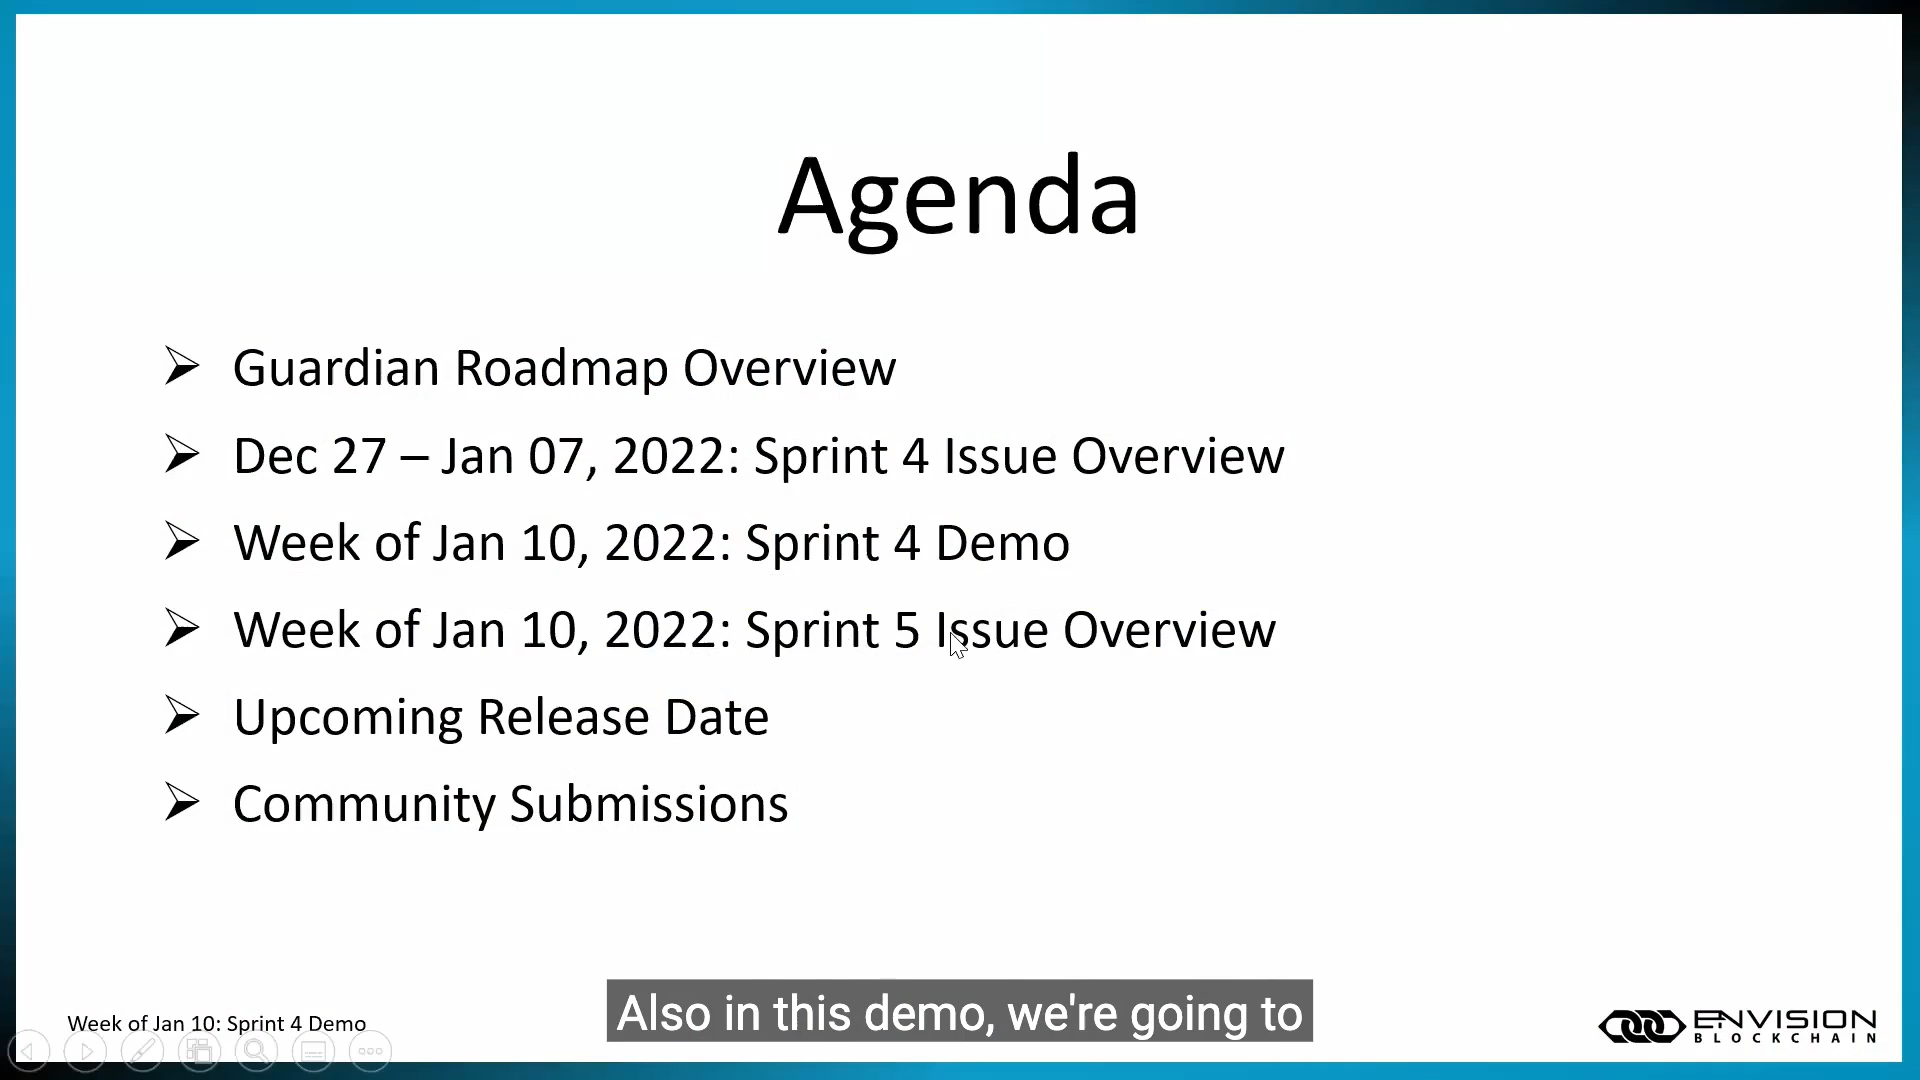 Agenda
Guardian Roadmap Overview
Dec 27 – Jan 07, 2022: Sprint 4 Issue Overview
Week of Jan 10, 2022: Sprint 4 Demo
Week of Jan 10, 2022: Sprint 5 Issue Overview
Upcoming Release Date
Community Submissions
Also in this demo, we're going to
Week of Jan 10: Sprint 4 Demo
ENVISION
BLOCKCHAIN